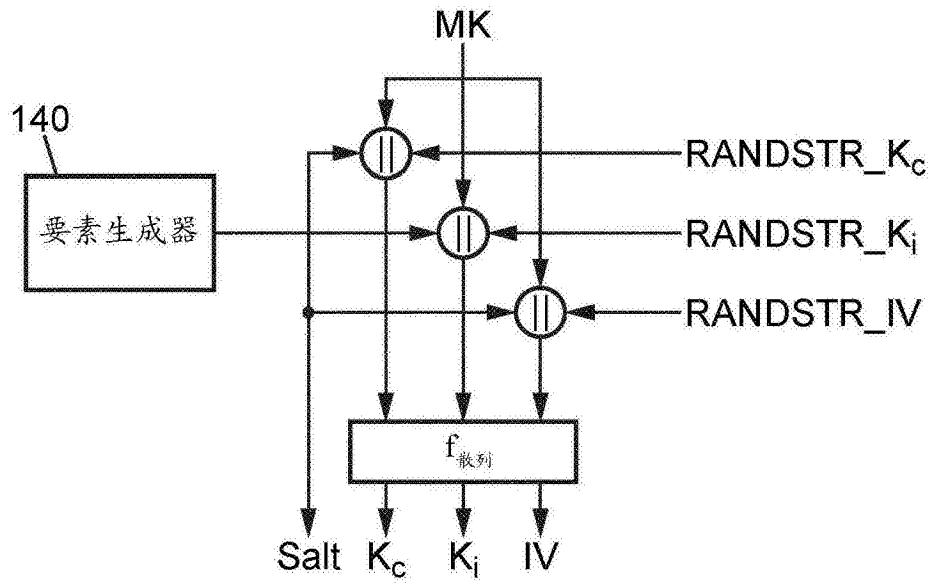 MK
140
要素生成器
RANDSTR_Kc
RANDSTR_Ki
RANDSTR_IV
f散列
Salt Kc Ki IV